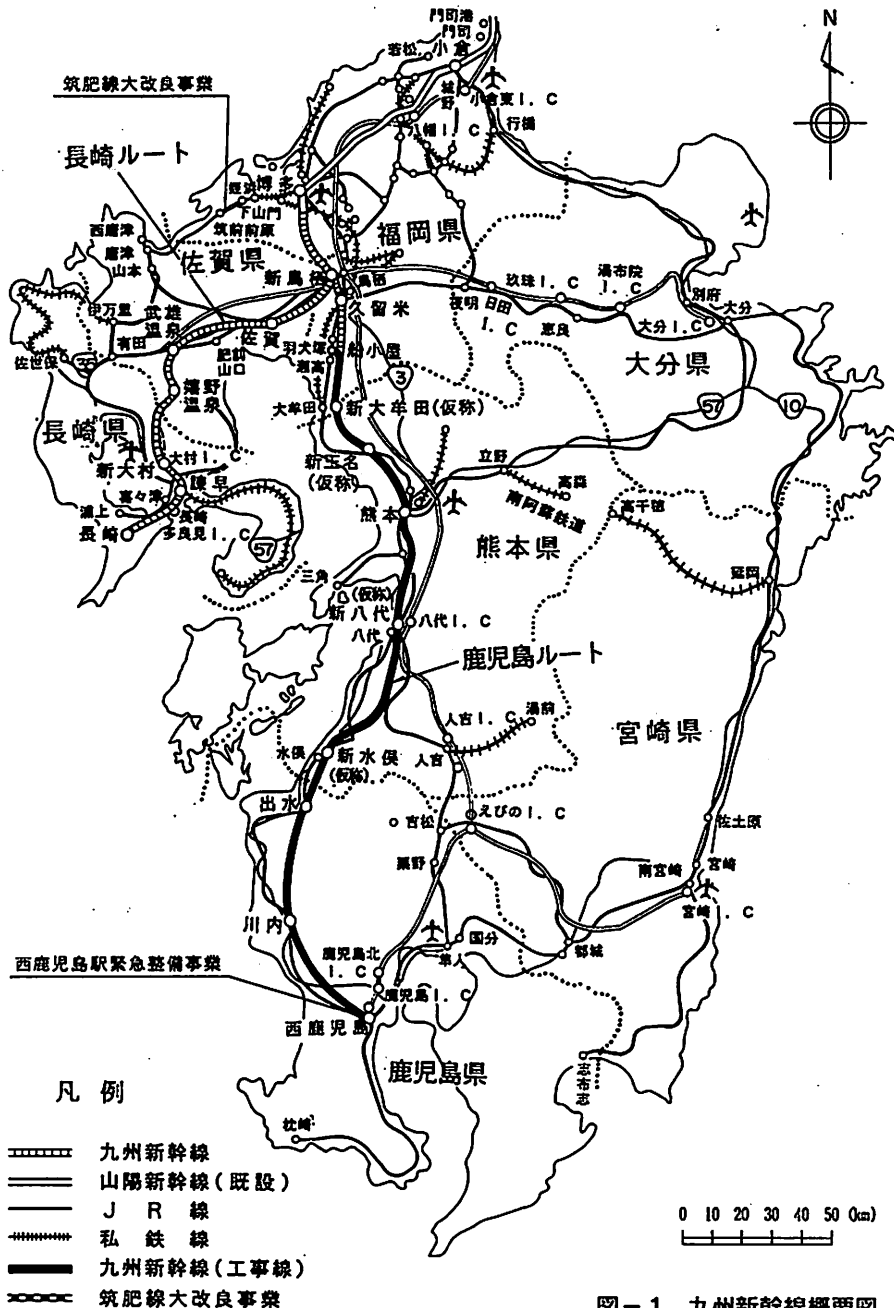 門司港
門司
若松
小倉
N
筑肥線大改良事業
城野
小倉東I.C
八幡I.C
行橋
長崎ルート
姪浜
博多
下山門
筑前前原
福岡県
西唐津
唐津
山本
佐賀県
新鳥栖
鳥栖
久留米
夜明
日田I.C
玖珠I.C
恵良
湯布院I.C
別府
大分
大分I.C
大分県
伊万里
武雄温泉
佐賀
羽犬塚
船小屋
瀬高
佐世保
35
有田
肥前山口
3
嬉野温泉
大牟田
新大牟田(仮称)
57
10
長崎県
新玉名(仮称)
立野
高森
南阿蘇鉄道
高千穂
大村I.C
新大村
諫早
喜々津
浦上
長崎
長崎多良見I.C
57
熊本
熊本県
延岡
三角
(仮称)
新八代
八代
八代I.C
鹿児島ルート
人吉I.C
湯前
人吉
宮崎県
水俣
新水俣(仮称)
出水
吉松
えびのI.C
栗野
佐土原
南宮崎
宮崎
宮崎I.C
川内
国分
隼人
都城
鹿児島北I.C
西鹿児島駅緊急整備事業
鹿児島I.C
西鹿児島
鹿児島県
志布志
枕崎
凡例
九州新幹線
山陽新幹線(既設)
JR線
私鉄線
九州新幹線(工事線)
筑肥線大改良事業
0 10 20 30 40 50 (km)
図-1 九州新幹線概要図